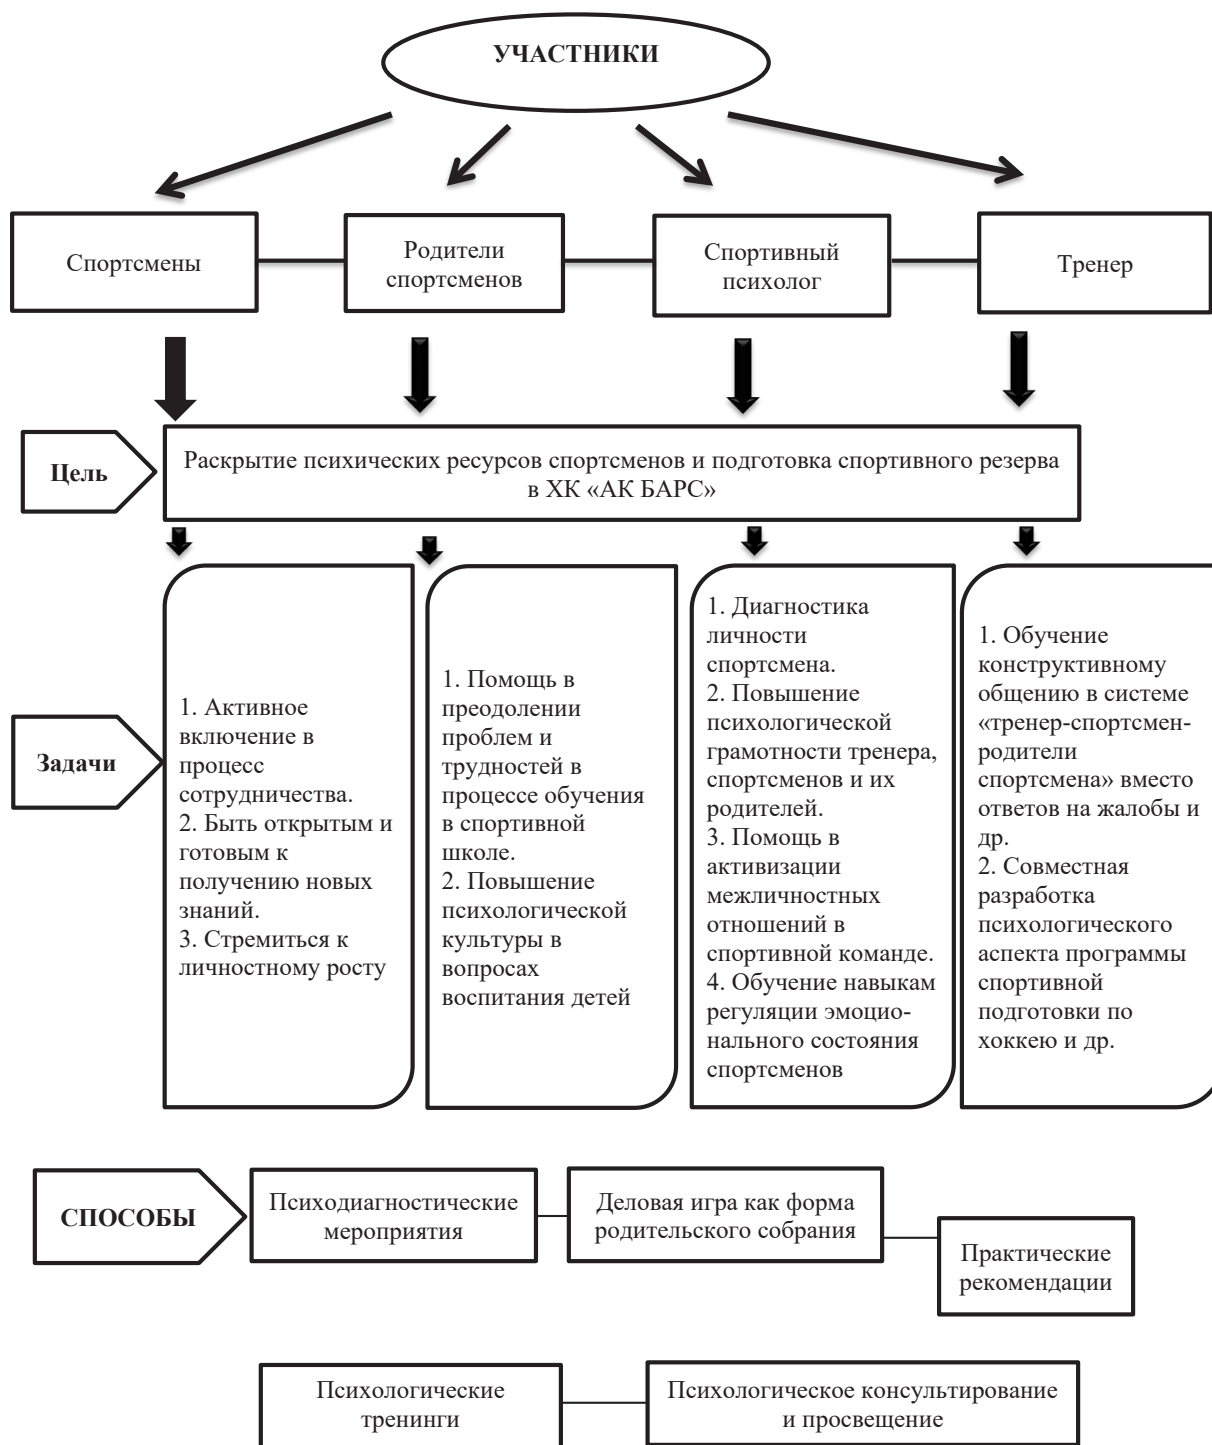 УЧАСТНИКИ
Спортсмены
Родители
спортсменов
Спортивный
психолог
Тренер
Цель
Раскрытие психических ресурсов спортсменов и подготовка спортивного резерва
в ХК «АК БАРС»
Задачи
1. Активное
включение в
процесс
сотрудничества.
2. Быть открытым и
готовым к
получению новых
знаний.
3. Стремиться к
личностному росту
1. Помощь в
преодолении
проблем и
трудностей в
процессе обучения
в спортивной
школе.
2. Повышение
психологической
культуры в
вопросах
воспитания детей
1. Диагностика
личности
спортсмена.
2. Повышение
психологической
грамотности тренера,
спортсменов и их
родителей.
3. Помощь в
активизации
межличностных
отношений в
спортивной команде.
4. Обучение навыкам
регуляции эмоцио-
нального состояния
спортсменов
1. Обучение
конструктивному
общению в системе
«тренер-спортсмен-
родители
спортсмена» вместо
ответов на жалобы и
др.
2. Совместная
разработка
психологического
аспекта программы
спортивной
подготовки по
хоккею и др.
СПОСОБЫ
Психодиагностические
мероприятия
Деловая игра как форма
родительского собрания
Практические
рекомендации
Психологические
тренинги
Психологическое консультирование
и просвещение